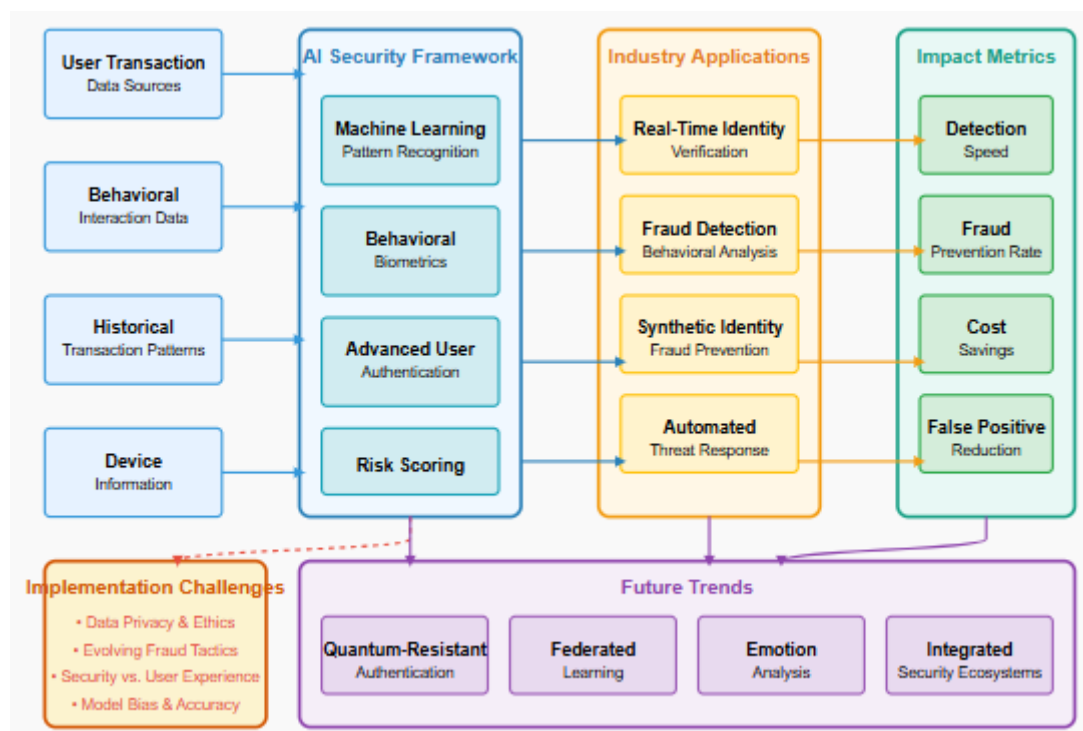 User Transaction
Data Sources
Behavioral
Interaction Data
Historical
Transaction Patterns
Device
Information
AI Security Framework
Machine Learning
Pattern Recognition
Behavioral
Biometrics
Advanced User
Authentication
Risk Scoring
Industry Applications
Real-Time Identity
Verification
Fraud Detection
Behavioral Analysis
Synthetic Identity
Fraud Prevention
Automated
Threat Response
Impact Metrics
Detection
Speed
Fraud
Prevention Rate
Cost
Savings
False Positive
Reduction
Implementation Challenges
• Data Privacy & Ethics
• Evolving Fraud Tactics
• Security vs. User Experience
• Model Bias & Accuracy
Future Trends
Quantum-Resistant
Authentication
Federated
Learning
Emotion
Analysis
Integrated
Security Ecosystems